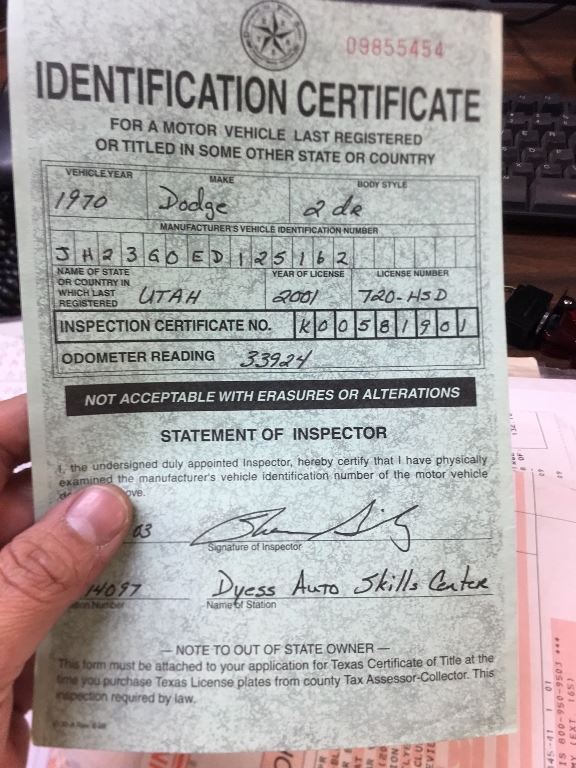 09855454
IDENTIFICATION CERTIFICATE
FOR A MOTOR VEHICLE LAST REGISTERED
OR TITLED IN SOME OTHER STATE OR COUNTRY
VEHICLE YEAR MAKE BODY STYLE
1970 Dodge 2 dr
MANUFACTURER'S VEHICLE IDENTIFICATION NUMBER
JH23G0ED125162
NAME OF STATE
OR COUNTRY IN
WHICH LAST
REGISTERED
UTAH
YEAR OF LICENSE
2001
LICENSE NUMBER
720-HSD
INSPECTION CERTIFICATE NO. K00581901
ODOMETER READING 33924
NOT ACCEPTABLE WITH ERASURES OR ALTERATIONS
STATEMENT OF INSPECTOR
I, the undersigned duly appointed Inspector, hereby certify that I have physically
examined the manufacturer's vehicle identification number of the motor vehicle
03
Signature of Inspector
14097 Dyess Auto Skills Center
Number Name of Station
— NOTE TO OUT OF STATE OWNER —
This form must be attached to your application for Texas Certificate of Title at the
time you purchase Texas License plates from county Tax Assessor-Collector. This
inspection required by law.